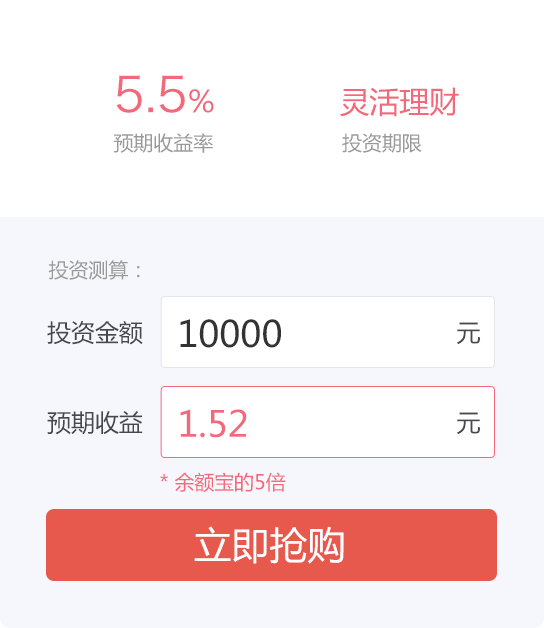 5.5%
灵活理财
预期收益率
投资期限
投资测算：
投资金额 10000 元
预期收益 1.52 元
* 余额宝的5倍
立即抢购